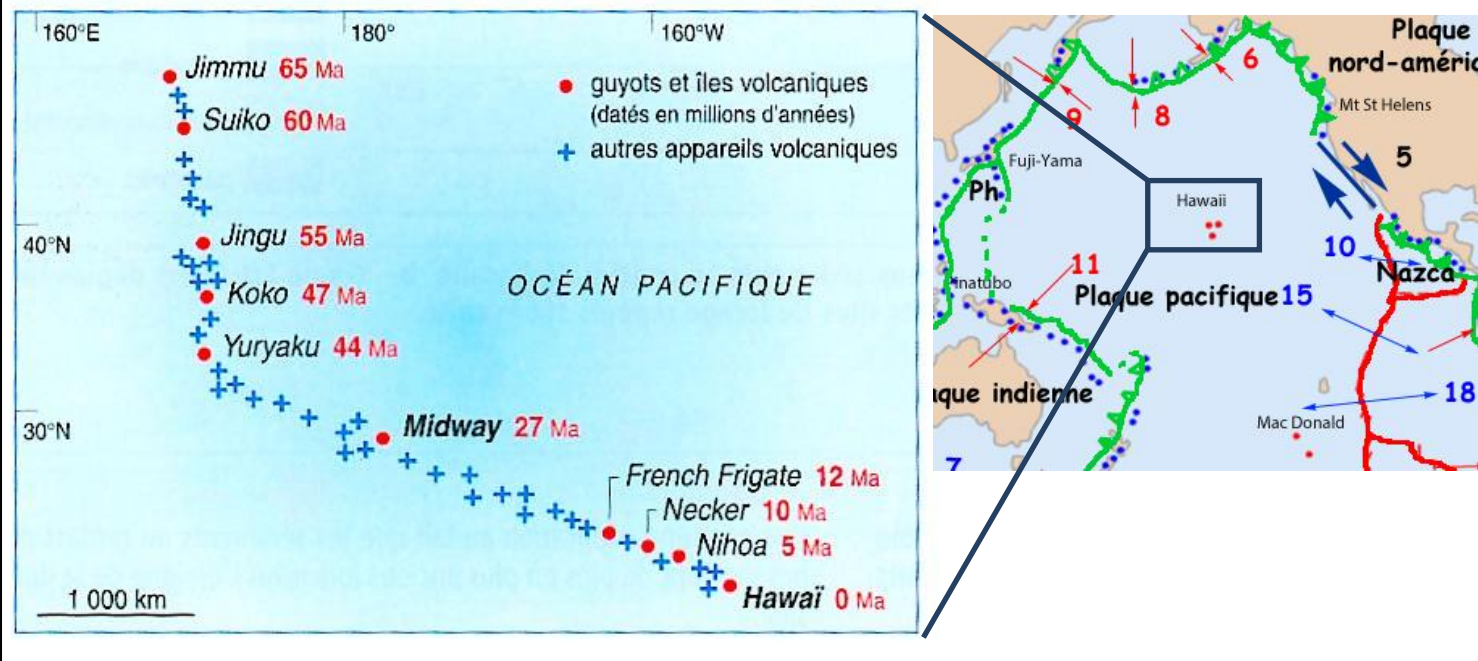 160°E
180°
160°W
Jimmu 65 Ma
guyots et îles volcaniques
(datés en millions d'années)
Suiko 60 Ma
autres appareils volcaniques
Jingu 55 Ma
40°N
Koko 47 Ma
OCÉAN PACIFIQUE
Yuryaku 44 Ma
Midway 27 Ma
30°N
French Frigate 12 Ma
Necker 10 Ma
Nihoa 5 Ma
Hawaï 0 Ma
1 000 km
Plaque
nord-améric
6
Mt St Helens
9
8
Fuji-Yama
5
Ph
Hawaii
10
11
Nazca
inatubo
Plaque pacifique 15
que indienne
18
Mac Donald
7